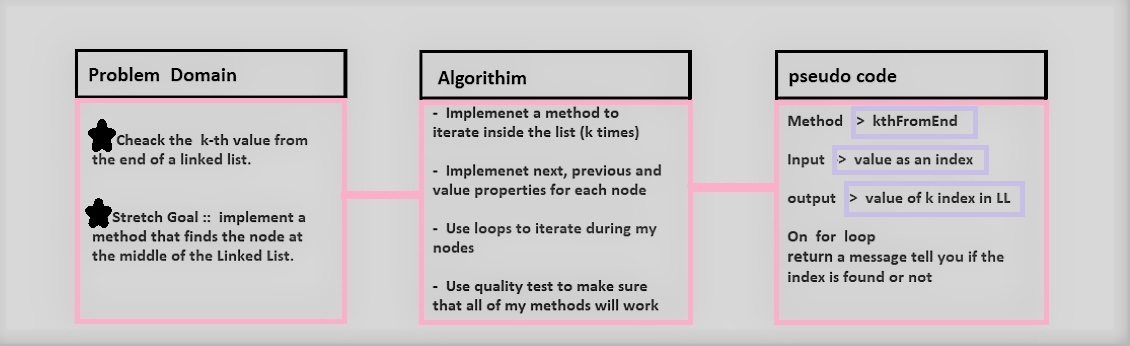 Problem Domain
Cheack the k-th value from
the end of a linked list.
Stretch Goal :: implement a
method that finds the node at
the middle of the Linked List.
Algorithim
- Implemenet a method to
iterate inside the list (k times)
- Implemenet next, previous and
value properties for each node
- Use loops to iterate during my
nodes
- Use quality test to make sure
that all of my methods will work
pseudo code
Method > kthFromEnd
Input > value as an index
output > value of k index in LL
On for loop
return a message tell you if the
index is found or not